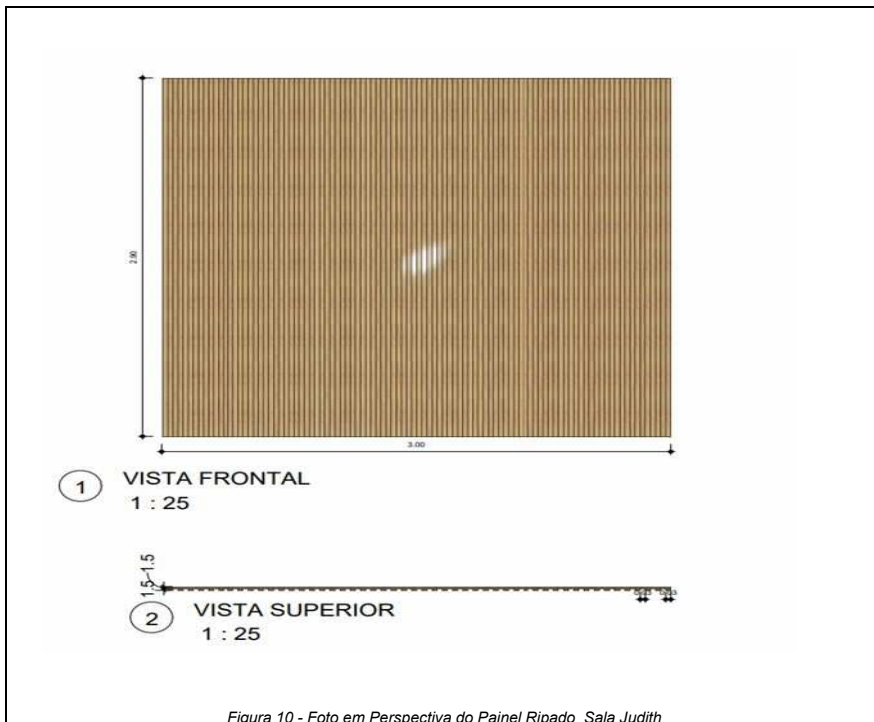 2.90
3.00
1 VISTA FRONTAL
1 : 25
1.5 1.5
2 VISTA SUPERIOR
1 : 25
Figura 10 - Foto em Perspectiva do Painel Ripado, Sala Judith